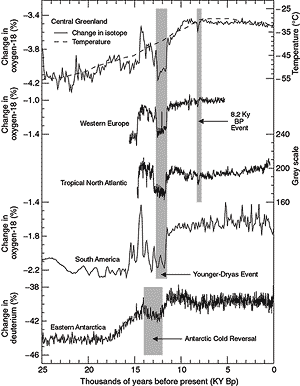 Central Greenland
Change in isotope
Temperature
Change in oxygen-18 (%)
-3.4
-3.8
-4.2
-25
-35
-45
-55
Temperature (°C)
Change in oxygen-18 (%)
-1.0
-1.4
Western Europe
8.2 Ky
BP
Event
240
200
160
Grey scale
Tropical North Atlantic
Change in oxygen-18 (%)
-1.4
-1.8
-2.2
South America
Younger-Dryas Event
Change in deuterium (%)
-38
-42
-46
Eastern Antarctica
Antarctic Cold Reversal
25 20 15 10 5 0
Thousands of years before present (KY Bp)